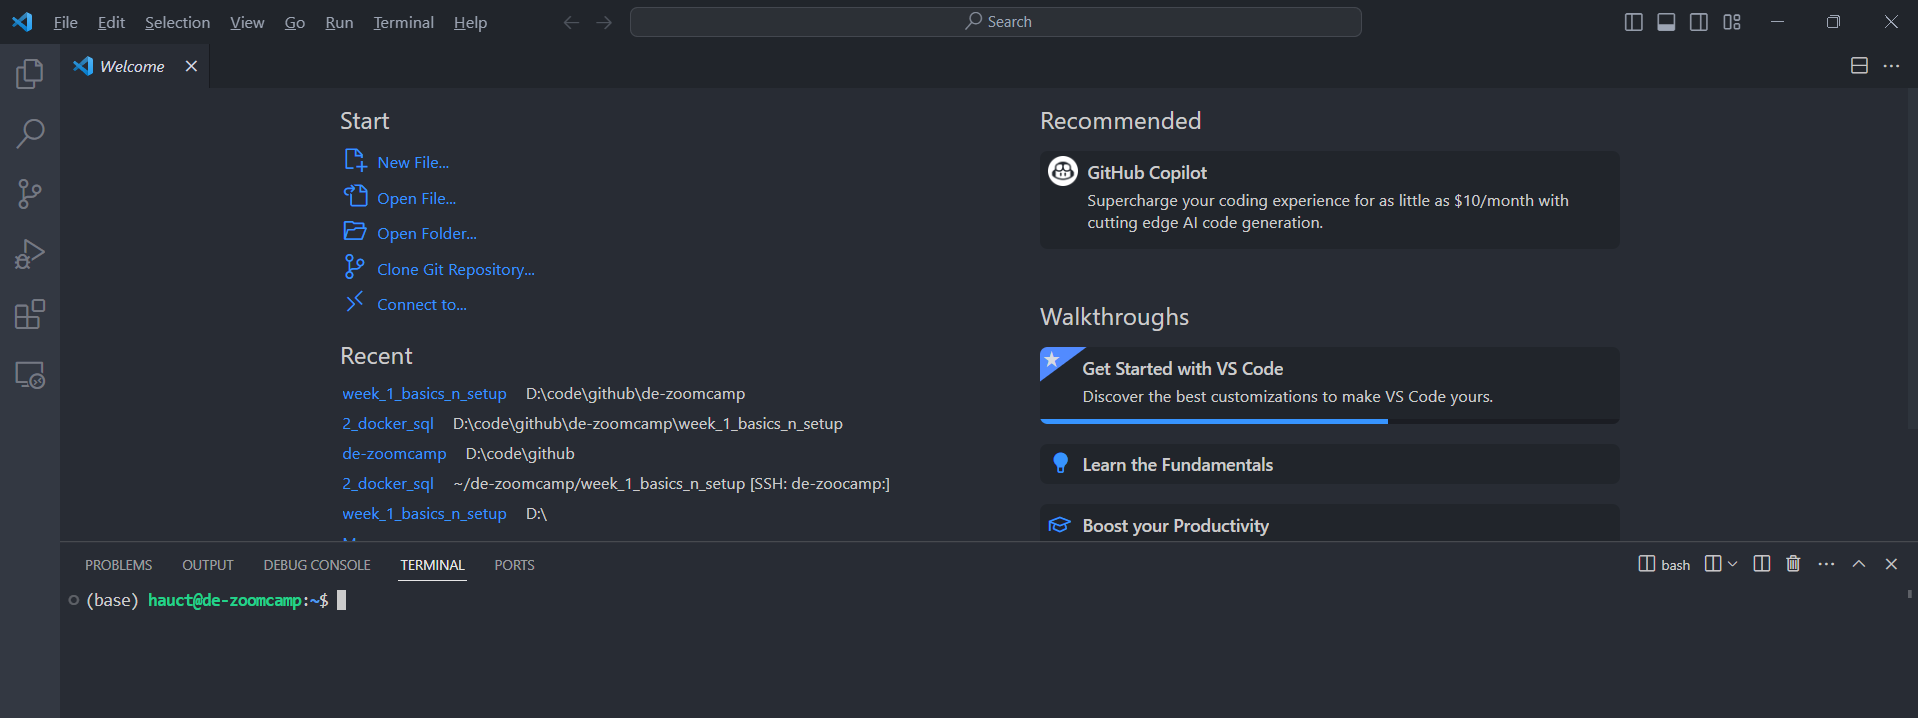 File Edit Selection View Go Run Terminal Help Search
Welcome
Start
New File...
Open File...
Open Folder...
Clone Git Repository...
Connect to...
Recent
week_1_basics_n_setup D:\code\github\de-zoomcamp
2_docker_sql D:\code\github\de-zoomcamp\week_1_basics_n_setup
de-zoomcamp D:\code\github
2_docker_sql ~/de-zoomcamp/week_1_basics_n_setup [SSH: de-zoocamp:]
week_1_basics_n_setup D:\
Recommended
GitHub Copilot
Supercharge your coding experience for as little as $10/month with
cutting edge AI code generation.
Walkthroughs
Get Started with VS Code
Discover the best customizations to make VS Code yours.
Learn the Fundamentals
Boost your Productivity
PROBLEMS OUTPUT DEBUG CONSOLE TERMINAL PORTS bash
(base) hauct@de-zoomcamp:~$